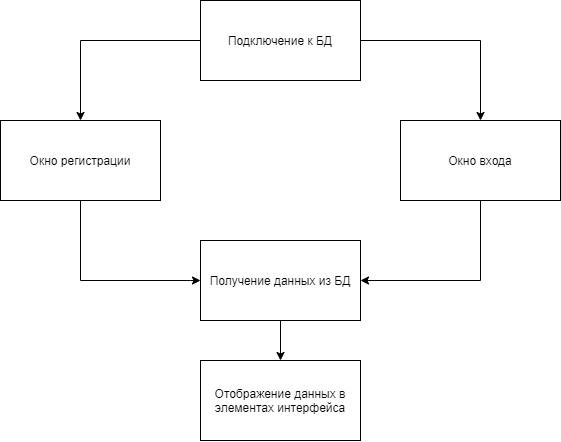 Подключение к БД
Окно регистрации
Окно входа
Получение данных из БД
Отображение данных в
элементах интерфейса